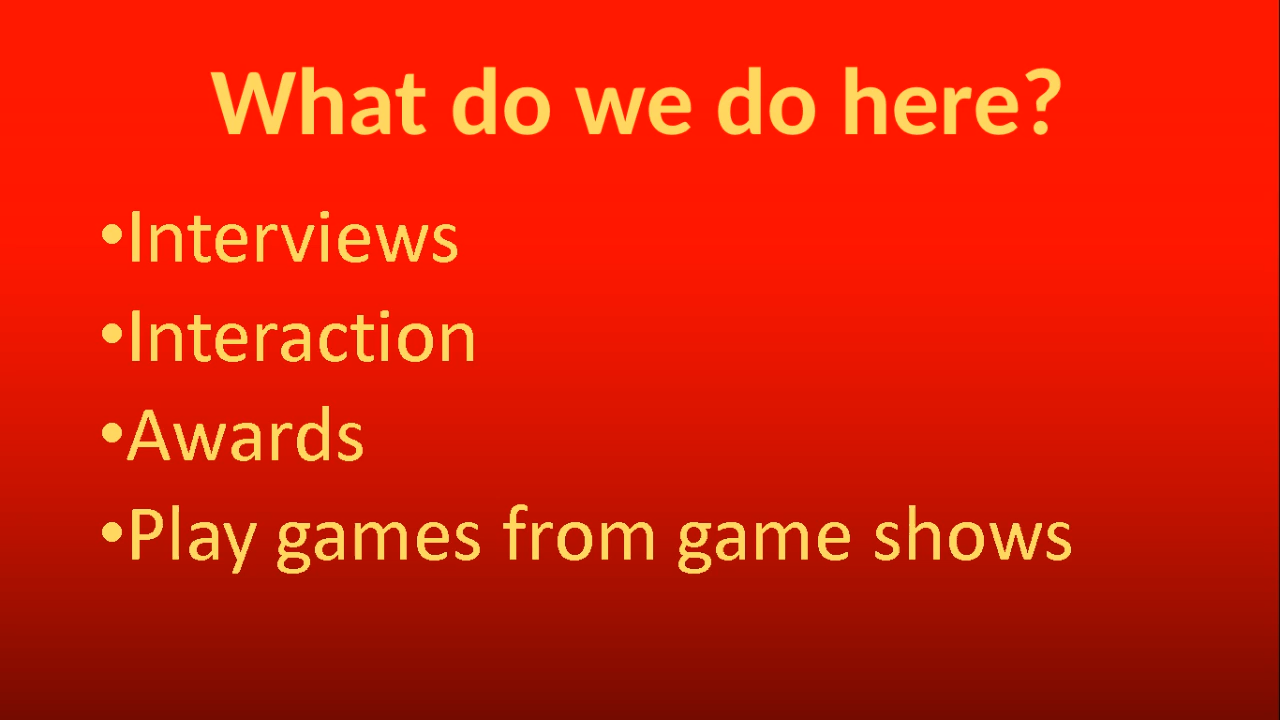 What do we do here?
•Interviews
•Interaction
•Awards
•Play games from game shows